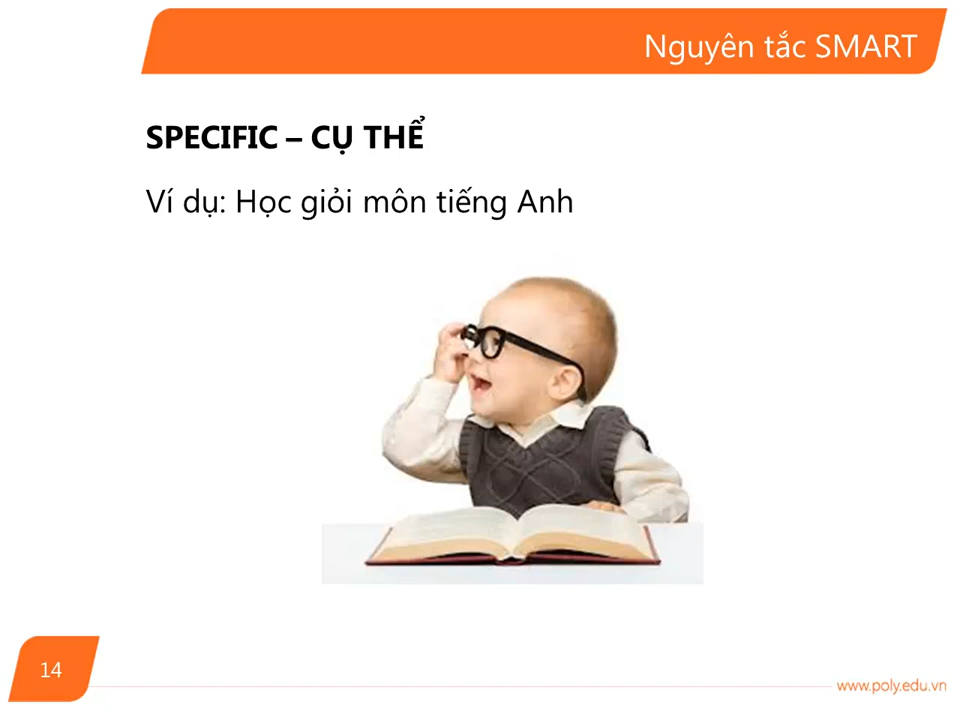 Nguyên tắc SMART
SPECIFIC – CỤ THỂ
Ví dụ: Học giỏi môn tiếng Anh
14
www.poly.edu.vn